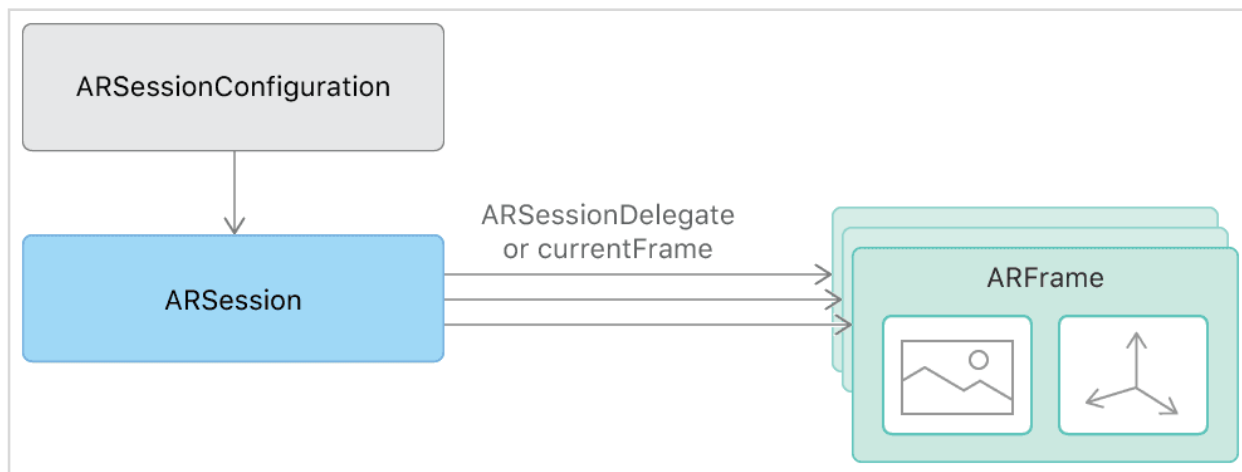 ARSessionConfiguration
ARSessionDelegate
or currentFrame
ARSession
ARFrame